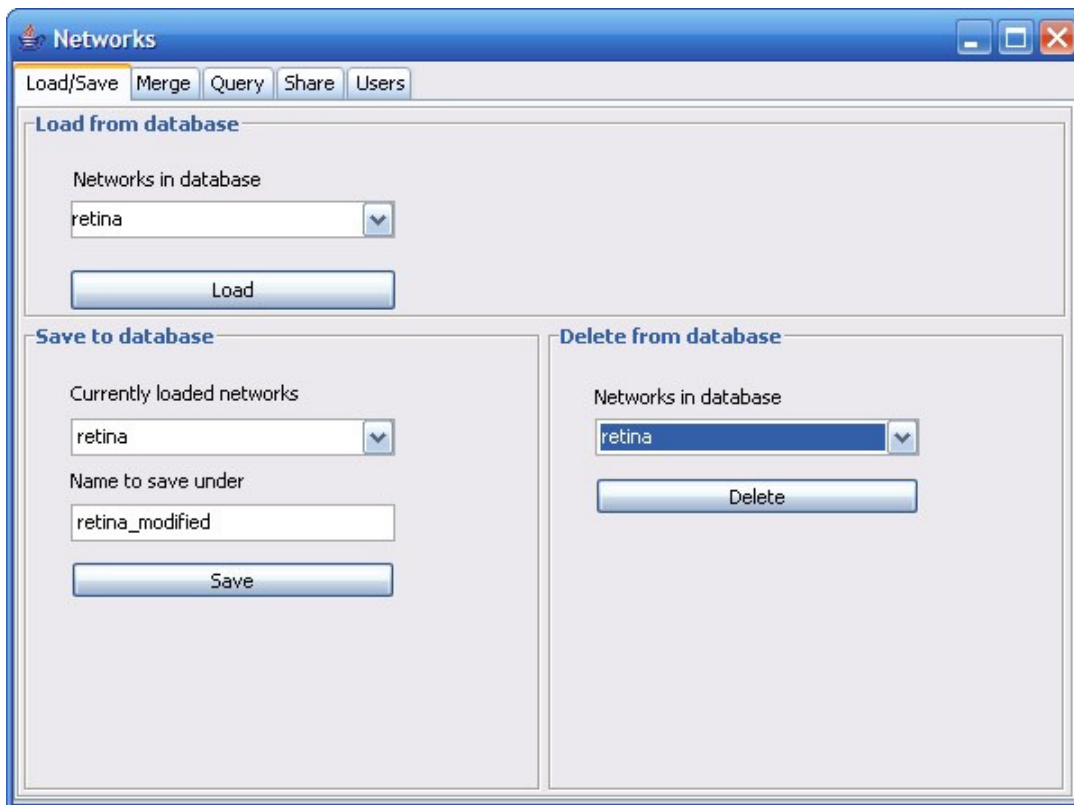 Networks
Load/Save Merge Query Share Users
Load from database
Networks in database
retina
Load
Save to database
Currently loaded networks
retina
Name to save under
retina_modified
Save
Delete from database
Networks in database
retina
Delete